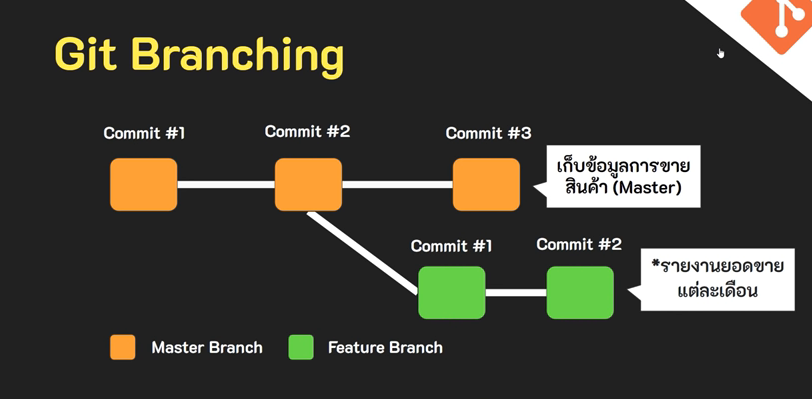 Git Branching
Commit #1
Commit #2
Commit #3
เก็บข้อมูลการขาย
สินค้า (Master)
Commit #1
Commit #2
*รายงานยอดขาย
แต่ละเดือน
Master Branch
Feature Branch